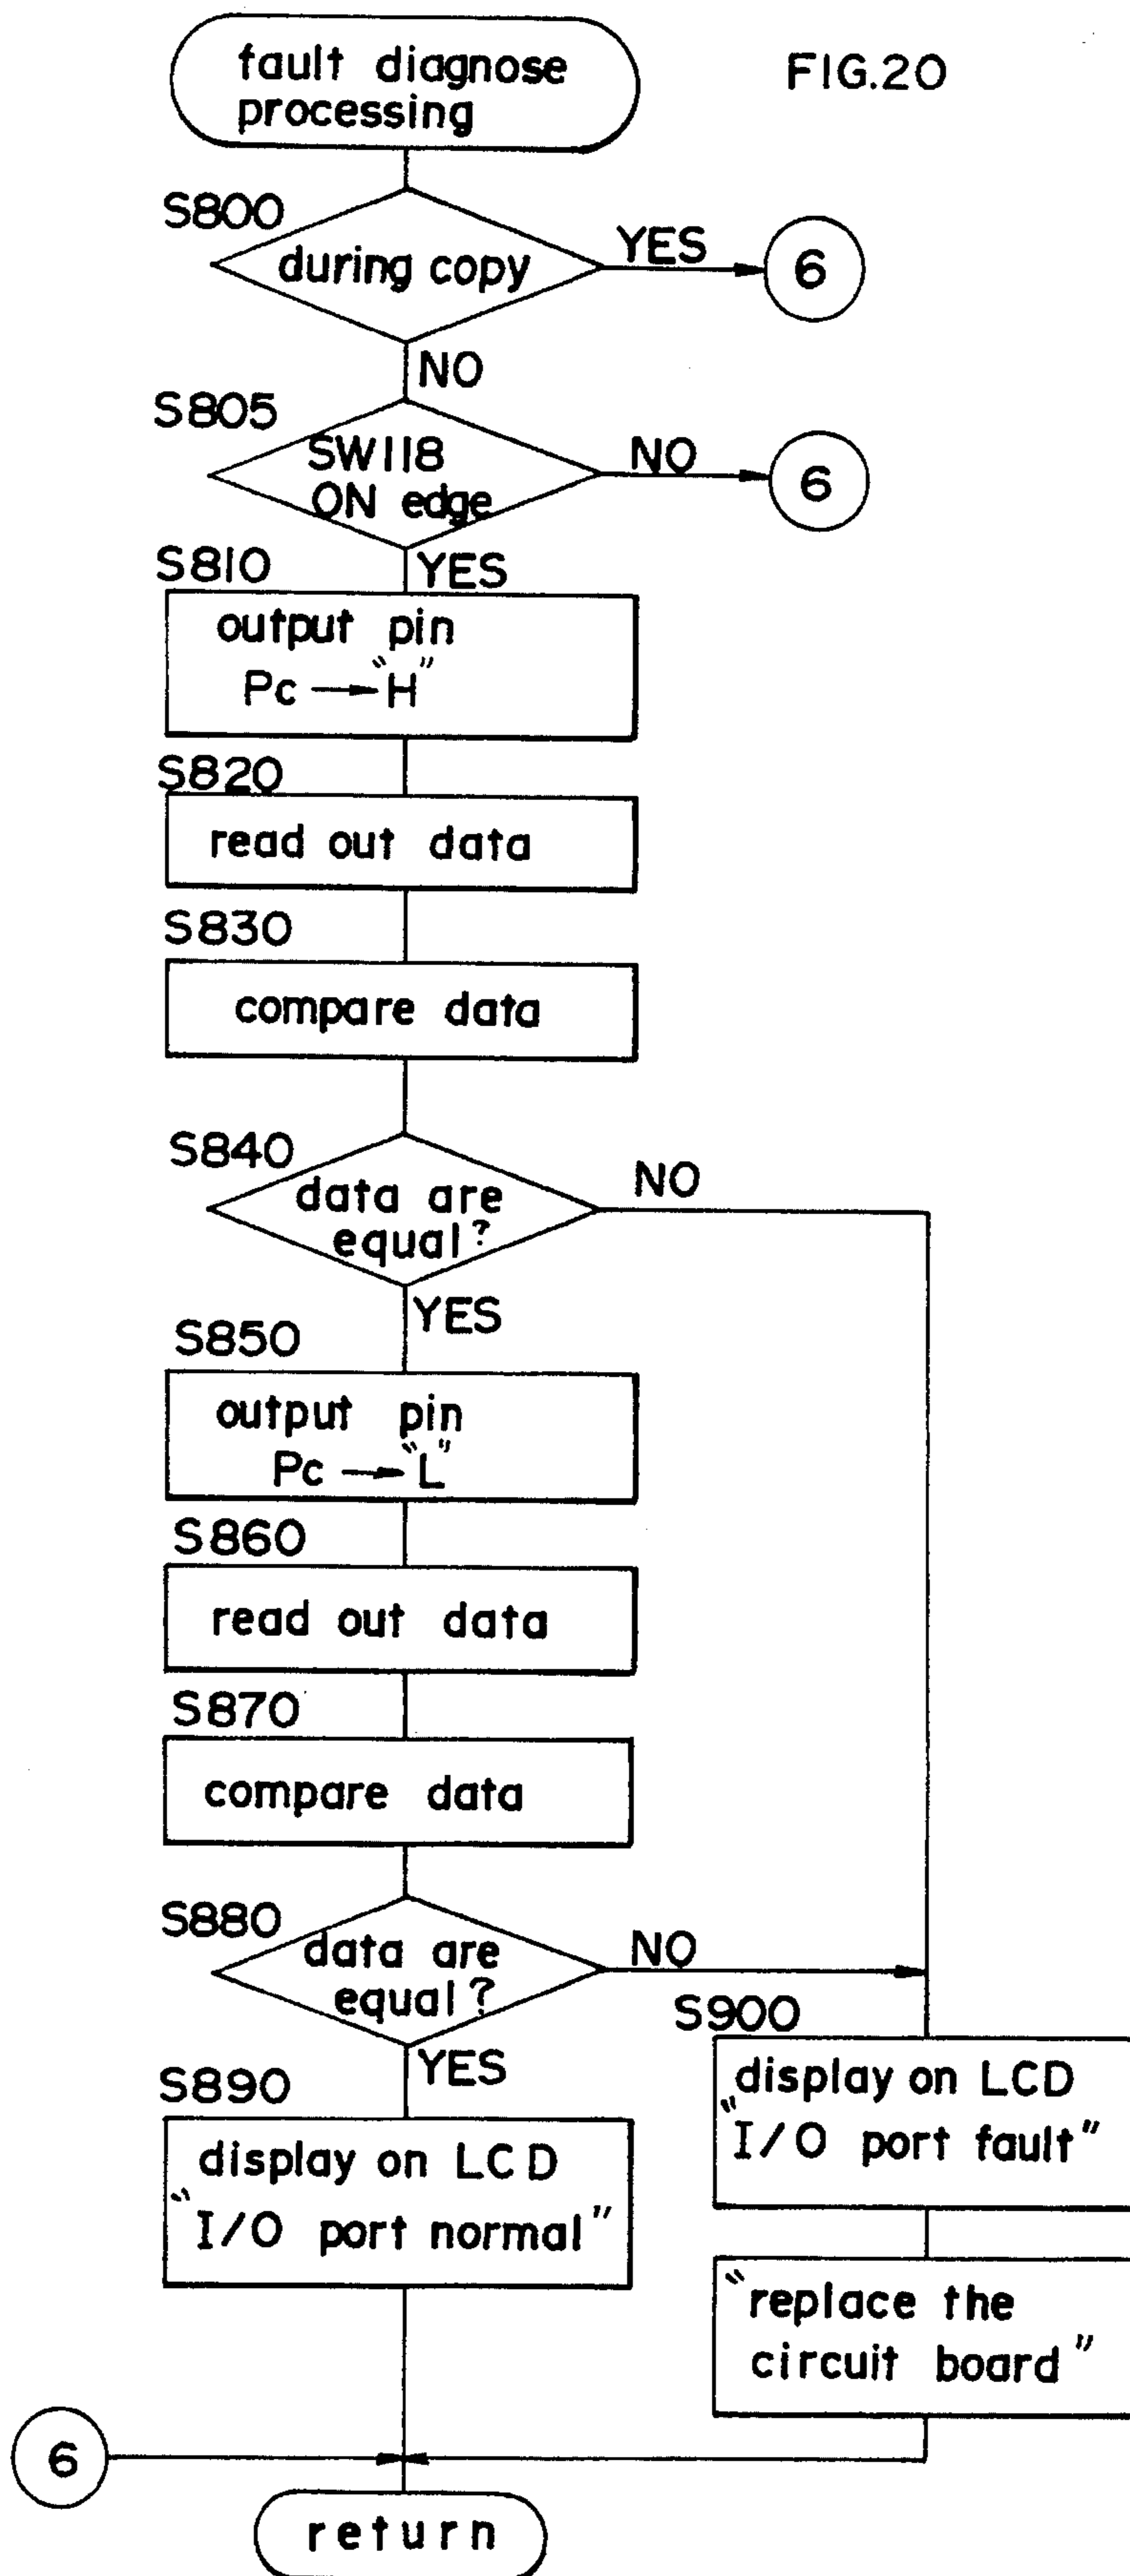 fault diagnose
processing
FIG.20
S800
during copy
YES
6
NO
S805
SW118
ON edge
NO
6
YES
S810
output pin
Pc → "H"
S820
read out data
S830
compare data
S840
data are
equal?
NO
YES
S850
output pin
Pc → "L"
S860
read out data
S870
compare data
S880
data are
equal?
NO
YES
S890
display on LCD
"I/O port normal"
S900
display on LCD
"I/O port fault"
"replace the
circuit board"
6
return